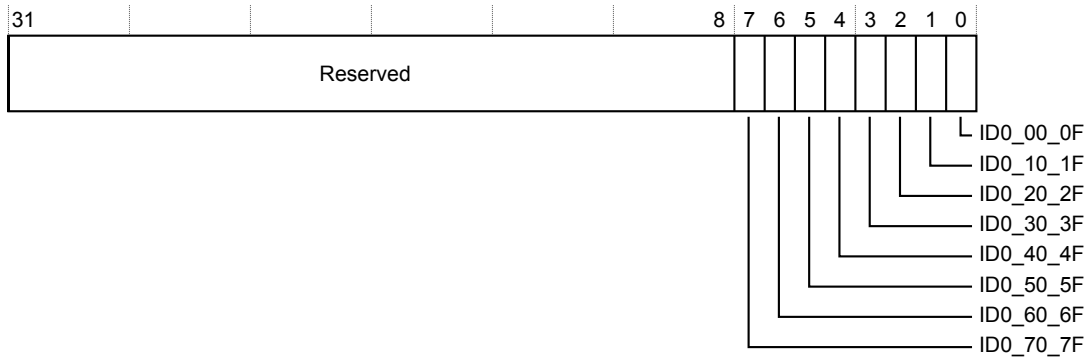 31 8 7 6 5 4 3 2 1 0
Reserved
ID0_00_0F
ID0_10_1F
ID0_20_2F
ID0_30_3F
ID0_40_4F
ID0_50_5F
ID0_60_6F
ID0_70_7F